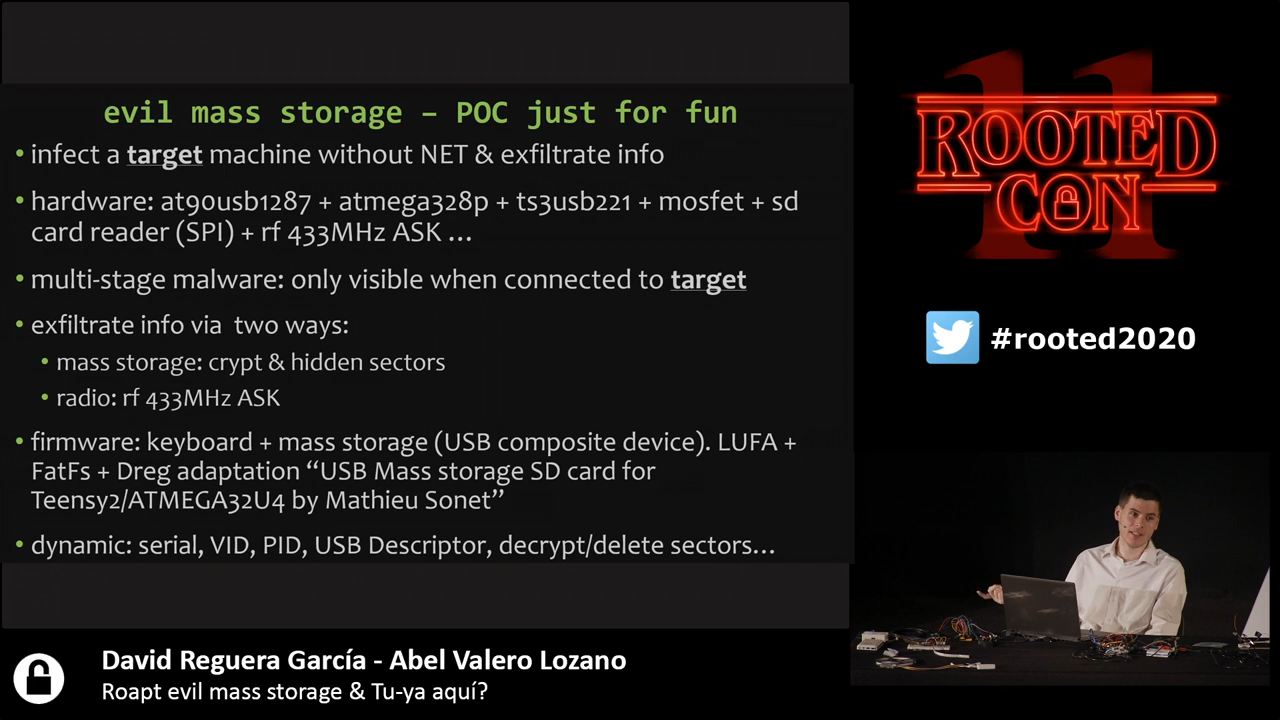 evil mass storage – POC just for fun
• infect a target machine without NET & exfiltrate info
• hardware: at90usb1287 + atmega328p + ts3usb221 + mosfet + sd
card reader (SPI) + rf 433MHz ASK ...
• multi-stage malware: only visible when connected to target
• exfiltrate info via two ways:
• mass storage: crypt & hidden sectors
• radio: rf 433MHz ASK
• firmware: keyboard + mass storage (USB composite device). LUFA +
FatFs + Dreg adaptation “USB Mass storage SD card for
Teensy2/ATMEGA32U4 by Mathieu Sonet”
• dynamic: serial, VID, PID, USB Descriptor, decrypt/delete sectors...
11
ROOTED
CON
#rooted2020
David Reguera García - Abel Valero Lozano
Roapt evil mass storage & Tu-ya aquí?